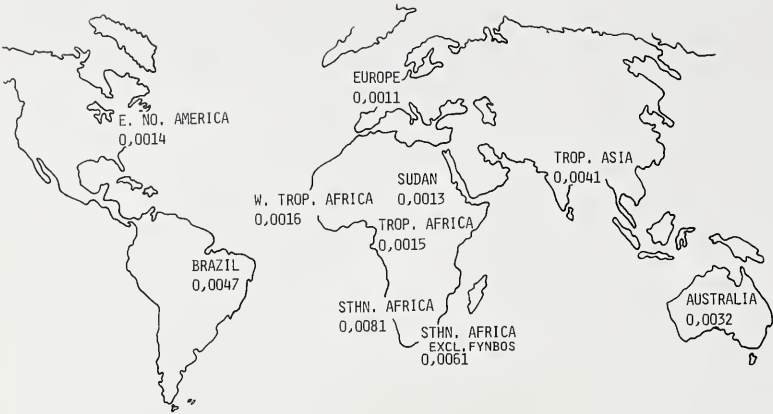 EUROPE
0,0011
E. NO. AMERICA
0,0014
TROP. ASIA
0,0041
SUDAN
0,0013
W. TROP. AFRICA
0,0016
TROP. AFRICA
0,0015
BRAZIL
0,0047
AUSTRALIA
0,0032
STHN. AFRICA
0,0081
STHN. AFRICA
EXCL. FYNBOS
0,0061